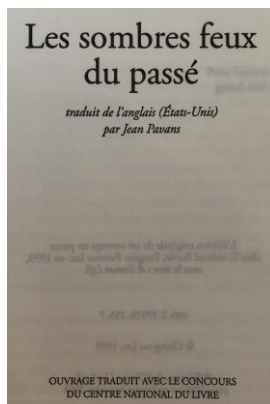 Les sombres feux
du passé
traduit de l'anglais (États-Unis)
par Jean Pavans
OUVRAGE TRADUIT AVEC LE CONCOURS
DU CENTRE NATIONAL DU LIVRE